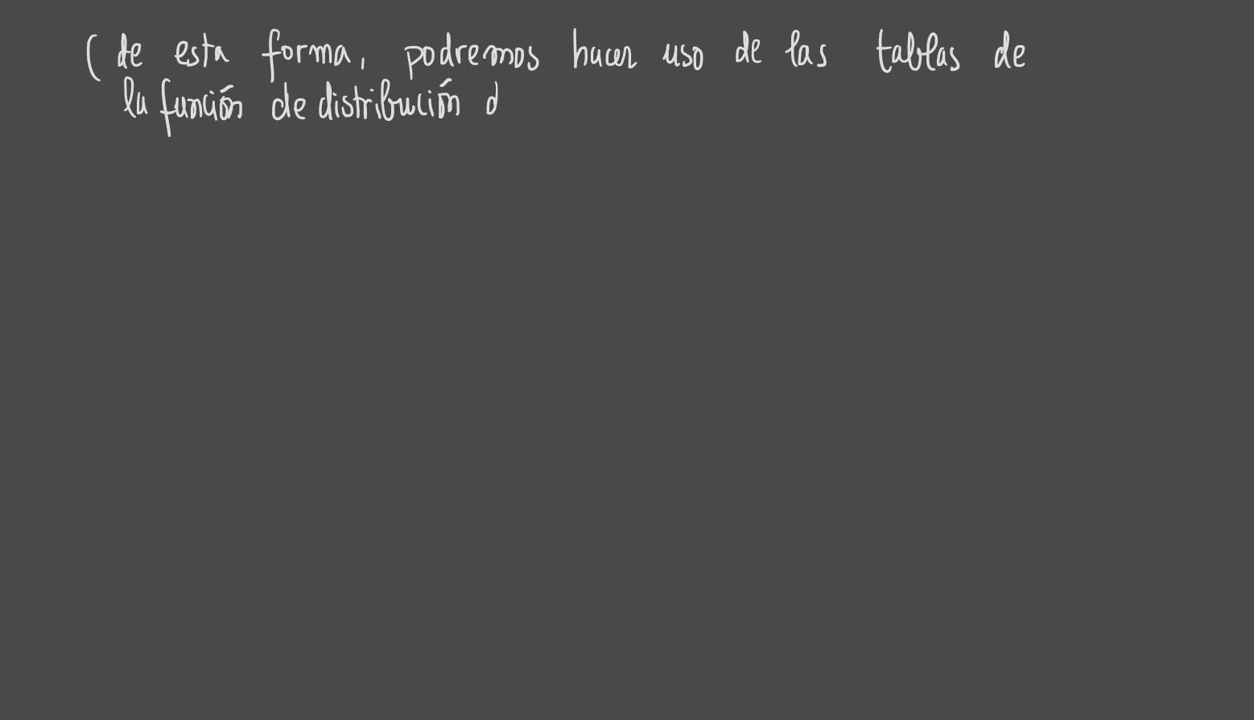 ( de esta forma, podremos hacer uso de las tablas de
la función de distribución d